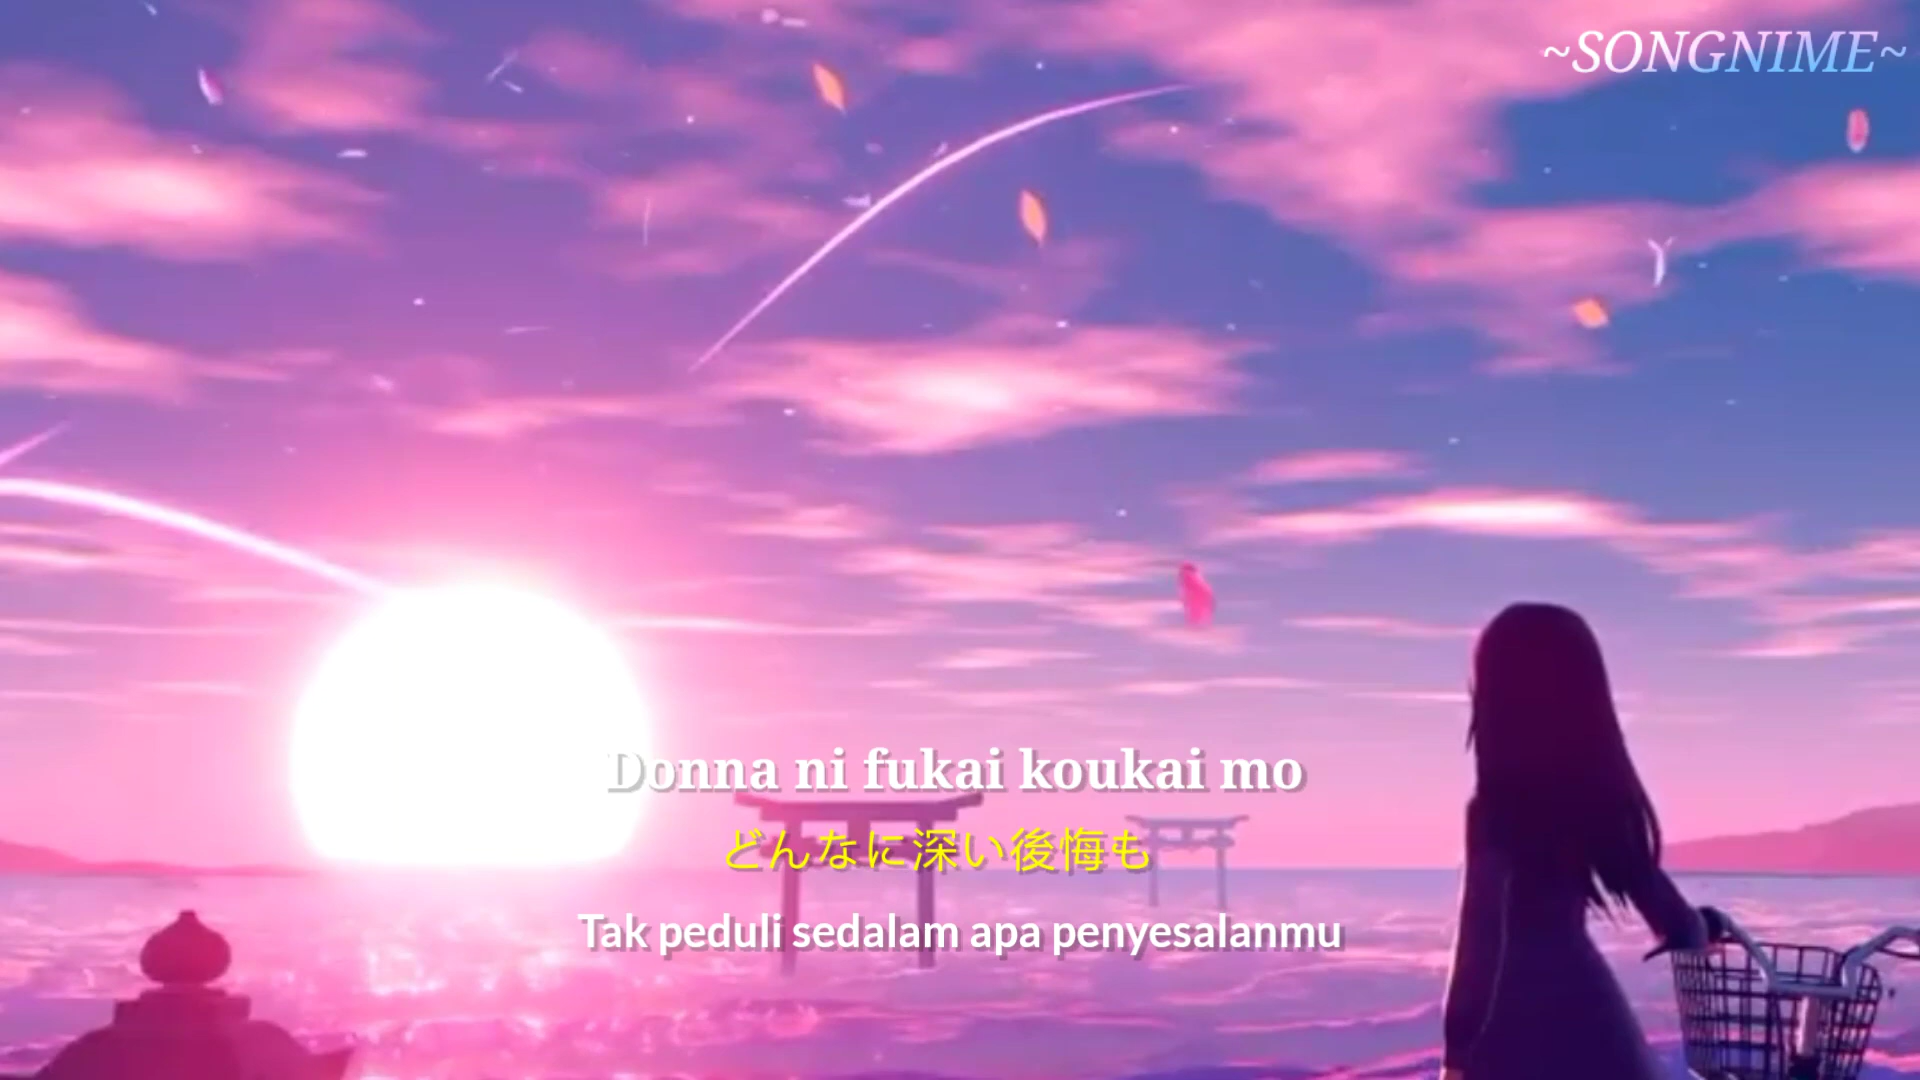 ~SONGNIME~
Donna ni fukai koukai mo
どんなに深い後悔も
Tak peduli sedalam apa penyesalanmu